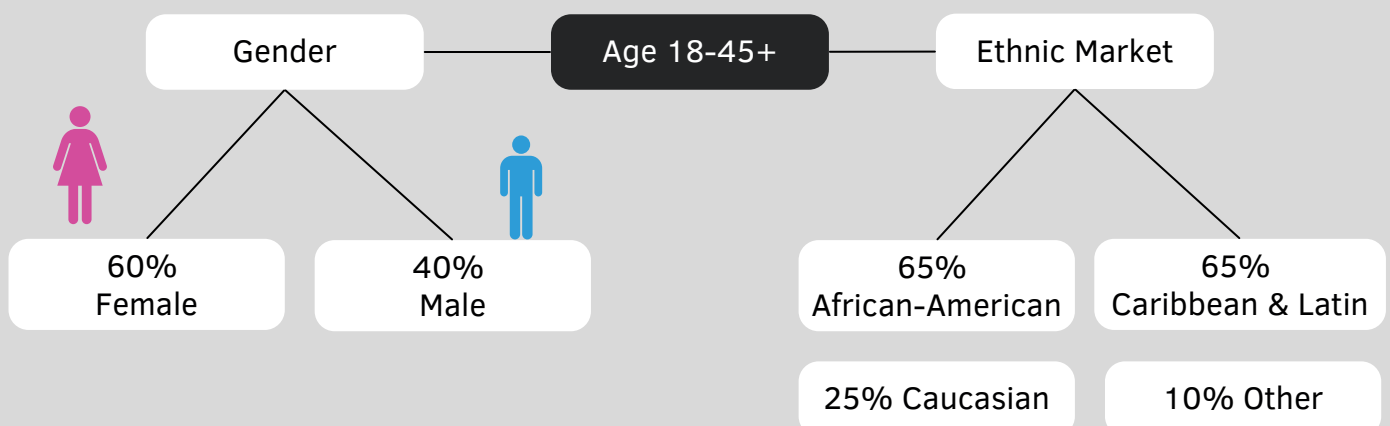 Gender
Age 18-45+
Ethnic Market
60%
Female
40%
Male
65%
African-American
65%
Caribbean & Latin
25% Caucasian
10% Other